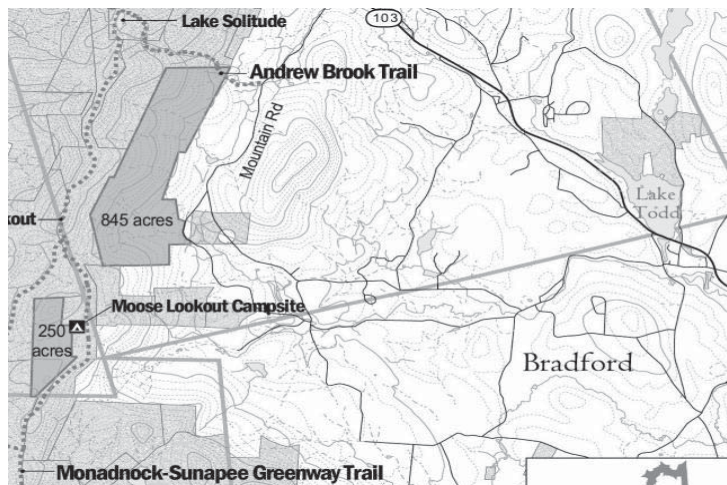 103
Lake Solitude
Andrew Brook Trail
Mountain Rd
Lake
Todd
845 acres
kout
Moose Lookout Campsite
250
acres
Bradford
Monadnock-Sunapee Greenway Trail